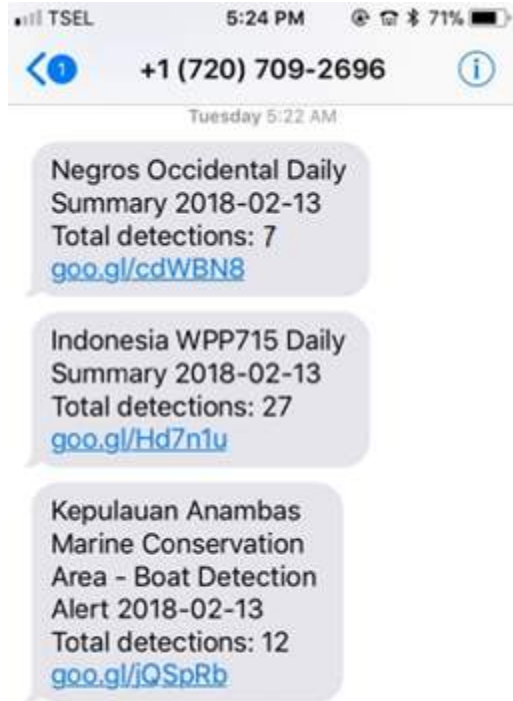 TSEL 5:24 PM 71%
1 +1 (720) 709-2696 i
Tuesday 5:22 AM
Negros Occidental Daily
Summary 2018-02-13
Total detections: 7
goo.gl/cdWBN8
Indonesia WPP715 Daily
Summary 2018-02-13
Total detections: 27
goo.gl/Hd7n1u
Kepulauan Anambas
Marine Conservation
Area - Boat Detection
Alert 2018-02-13
Total detections: 12
goo.gl/jQSpRb